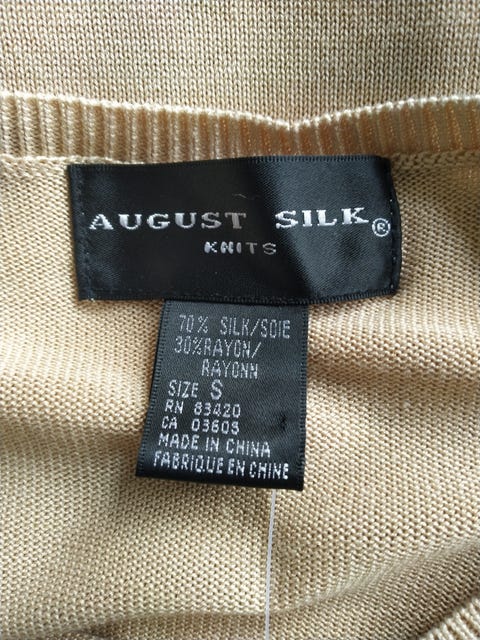 AUGUST SILK®
KNITS
70% SILK/SOIE
30%RAYON/
RAYONN
SIZE S
RN 83420
CA 03608
MADE IN CHINA
FABRIQUE EN CHINE